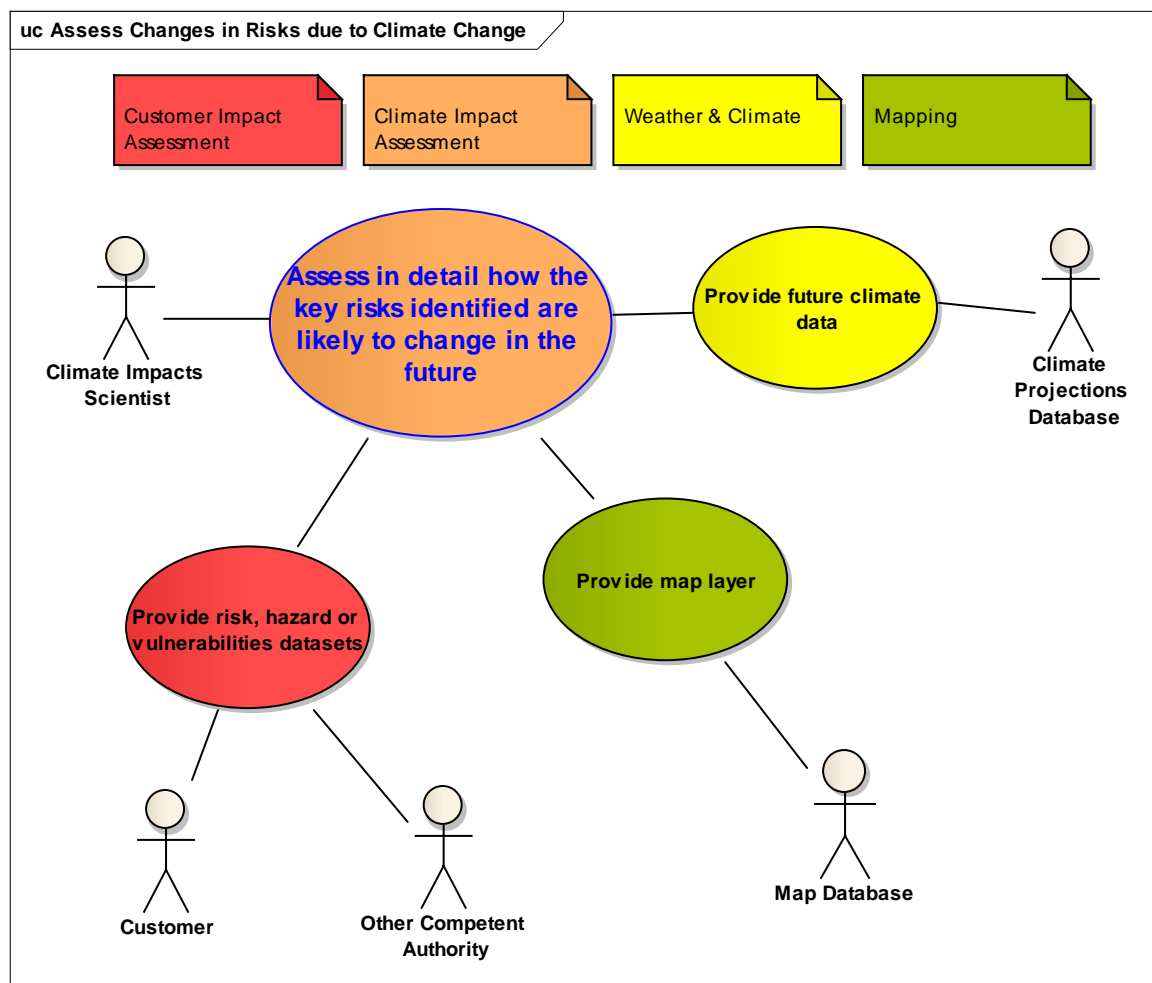 uc Assess Changes in Risks due to Climate Change
Customer Impact
Assessment
Climate Impact
Assessment
Weather & Climate
Mapping
Assess in detail how the
key risks identified are
likely to change in the
future
Provide future climate
data
Climate Impacts
Scientist
Climate
Projections
Database
Provide map layer
Provide risk, hazard or
vulnerabilities datasets
Map Database
Customer
Other Competent
Authority